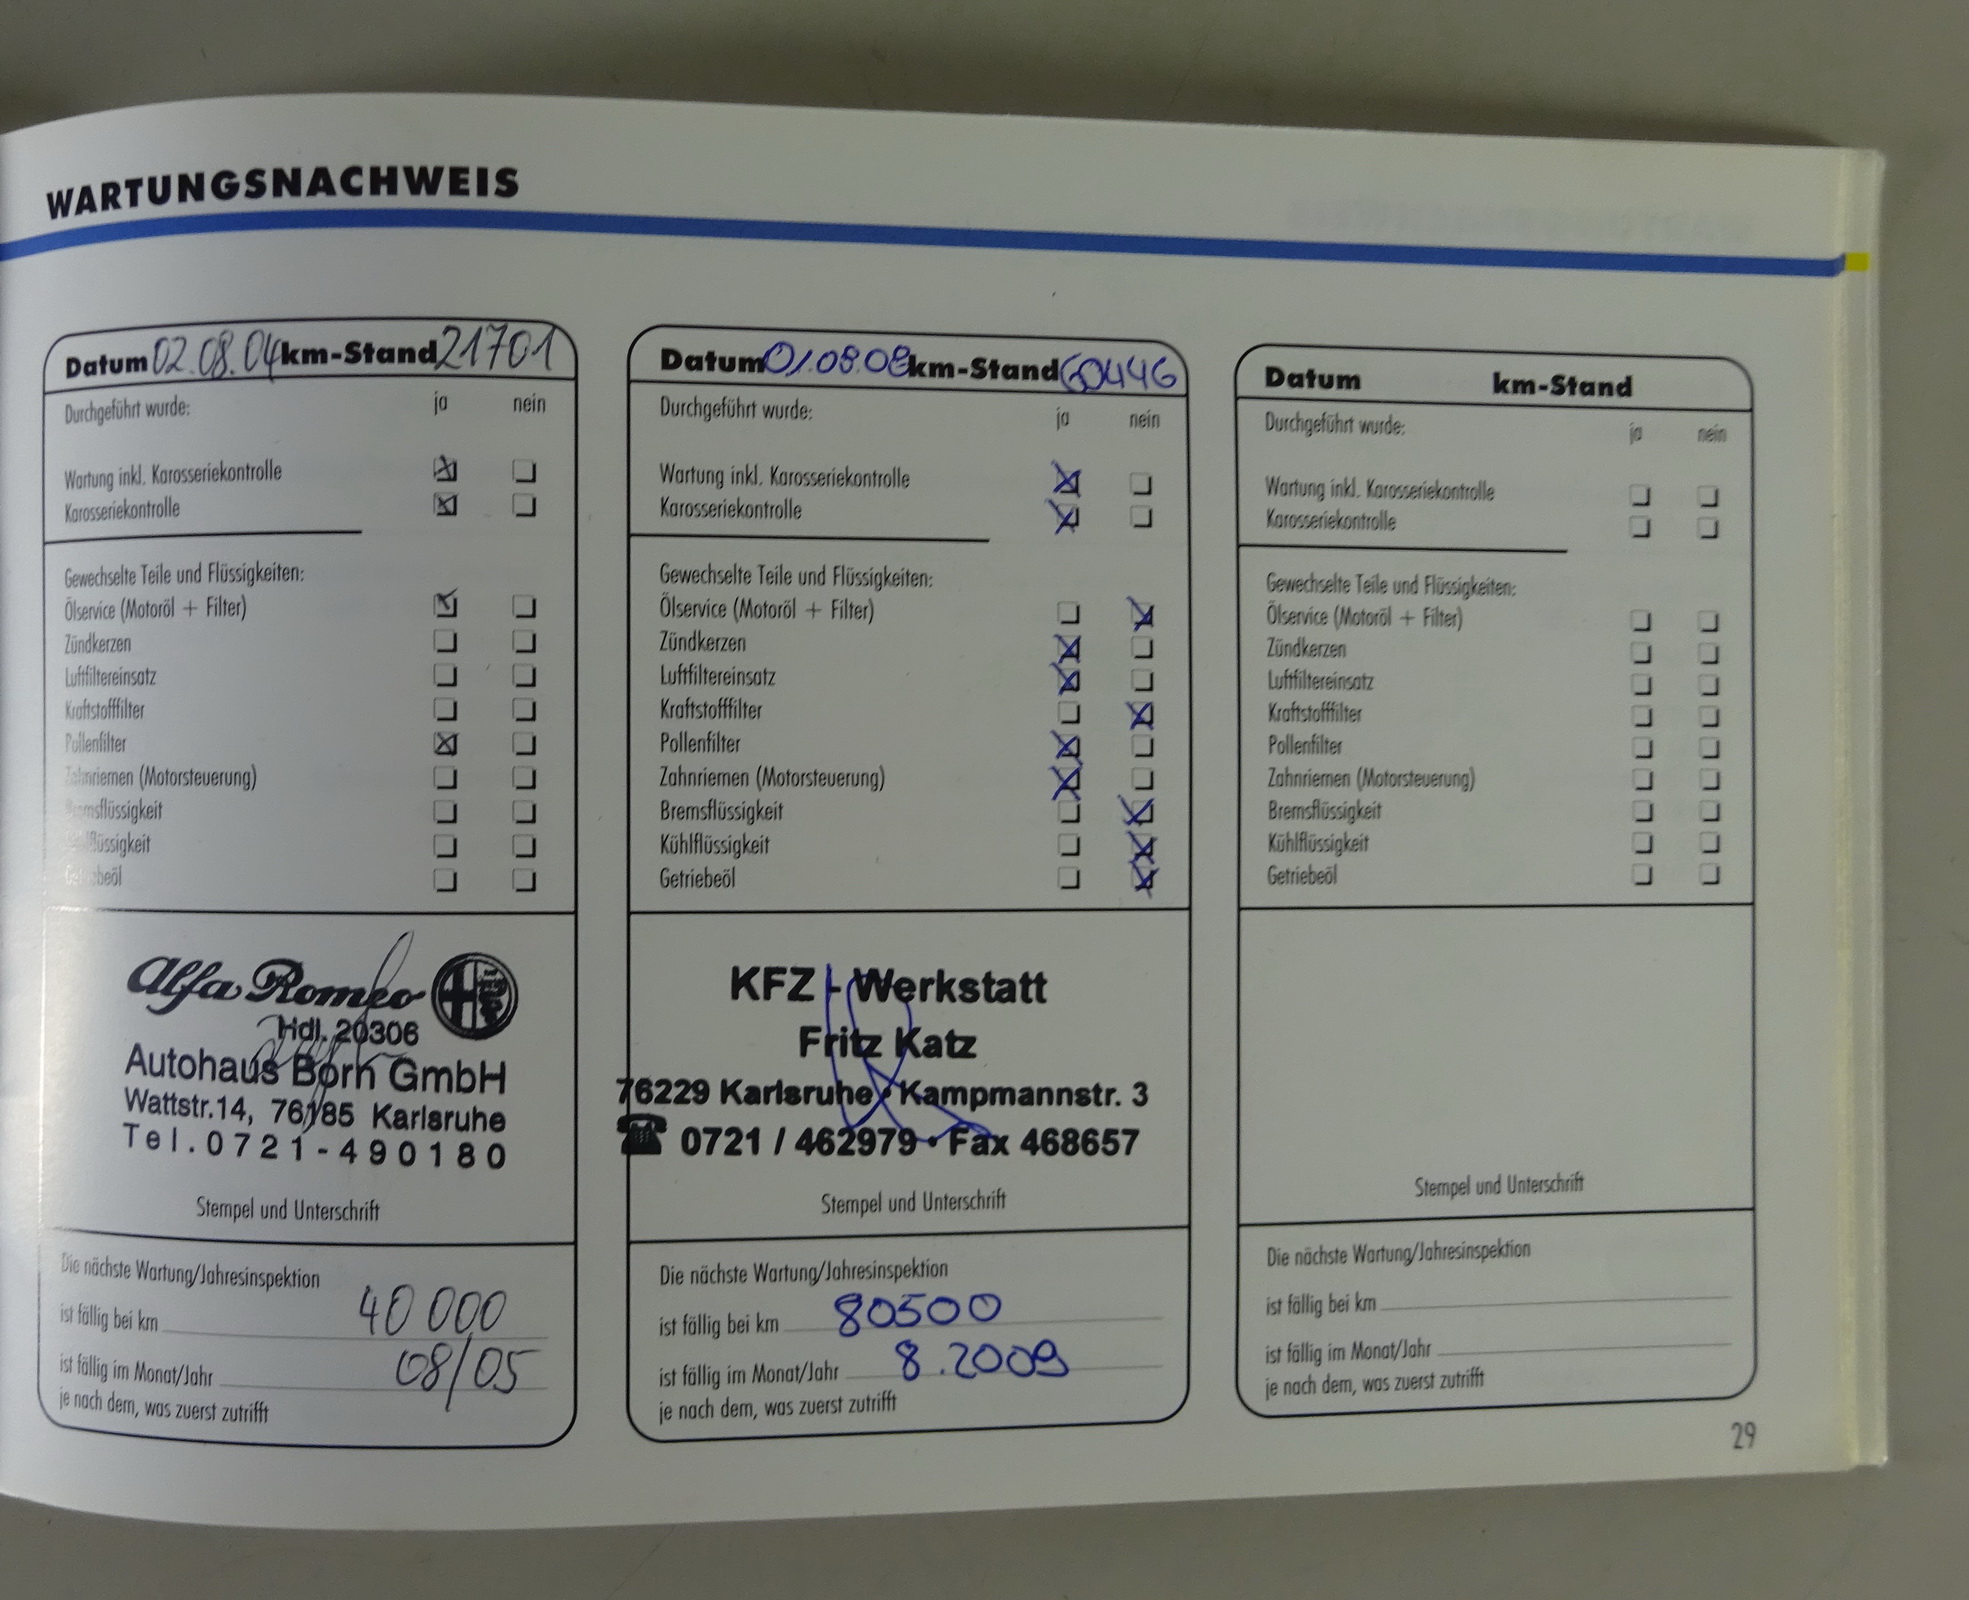 WARTUNGSNACHWEIS
Datum 02.08.04 km-Stand 21701
Durchgeführt wurde: ja nein
Wartung inkl. Karosseriekontrolle
Karosseriekontrolle
Gewechselte Teile und Flüssigkeiten:
Ölservice (Motoröl + Filter)
Zündkerzen
Luftfiltereinsatz
Kraftstofffilter
Pollenfilter
Zahnriemen (Motorsteuerung)
Bremsflüssigkeit
Kühlflüssigkeit
Getriebeöl
Alfa Romeo
Hdl. 20306
Autohaus Born GmbH
Wattstr.14, 76185 Karlsruhe
Tel.0721-490180
Stempel und Unterschrift
Die nächste Wartung/Jahresinspektion
ist fällig bei km 40 000
ist fällig im Monat/Jahr 08/05
je nach dem, was zuerst zutrifft
Datum 01.08.08 km-Stand 60446
Durchgeführt wurde: ja nein
Wartung inkl. Karosseriekontrolle
Karosseriekontrolle
Gewechselte Teile und Flüssigkeiten:
Ölservice (Motoröl + Filter)
Zündkerzen
Luftfiltereinsatz
Kraftstofffilter
Pollenfilter
Zahnriemen (Motorsteuerung)
Bremsflüssigkeit
Kühlflüssigkeit
Getriebeöl
KFZ - Werkstatt
Fritz Katz
76229 Karlsruhe • Kampmannstr. 3
☎ 0721 / 462979 • Fax 468657
Stempel und Unterschrift
Die nächste Wartung/Jahresinspektion
ist fällig bei km 80500
ist fällig im Monat/Jahr 8.2009
je nach dem, was zuerst zutrifft
Datum km-Stand
Durchgeführt wurde: ja nein
Wartung inkl. Karosseriekontrolle
Karosseriekontrolle
Gewechselte Teile und Flüssigkeiten:
Ölservice (Motoröl + Filter)
Zündkerzen
Luftfiltereinsatz
Kraftstofffilter
Pollenfilter
Zahnriemen (Motorsteuerung)
Bremsflüssigkeit
Kühlflüssigkeit
Getriebeöl
Stempel und Unterschrift
Die nächste Wartung/Jahresinspektion
ist fällig bei km
ist fällig im Monat/Jahr
je nach dem, was zuerst zutrifft
29